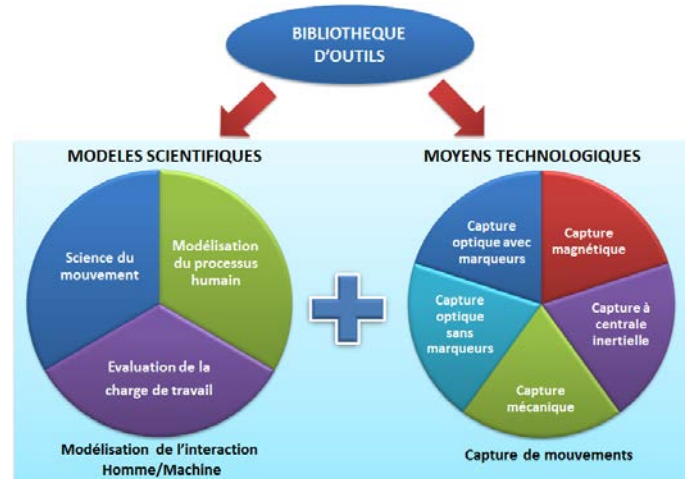 BIBLIOTHEQUE
D'OUTILS
MODELES SCIENTIFIQUES
Science du
mouvement
Modélisation
du processus
humain
Evaluation de la
charge de travail
Modélisation de l'interaction
Homme/Machine
MOYENS TECHNOLOGIQUES
Capture
optique avec
marqueurs
Capture
magnétique
Capture
optique
sans
marqueurs
Capture à
centrale
inertielle
Capture
mécanique
Capture de mouvements